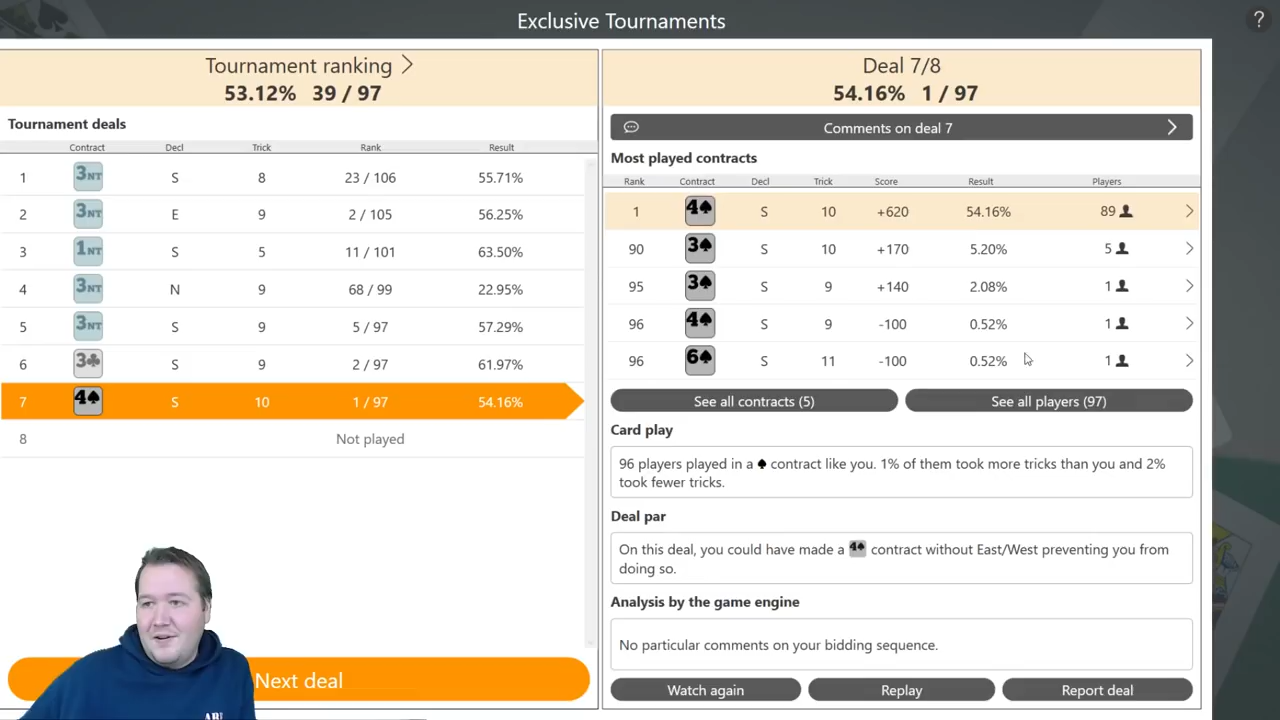 Exclusive Tournaments
?
Tournament ranking
53.12% 39 / 97
Tournament deals
Contract Decl Trick Rank Result
1 3NT S 8 23 / 106 55.71%
2 3NT E 9 2 / 105 56.25%
3 1NT S 5 11 / 101 63.50%
4 3NT N 9 68 / 99 22.95%
5 3NT S 9 5 / 97 57.29%
6 3♣ S 9 2 / 97 61.97%
7 4♠ S 10 1 / 97 54.16%
8 Not played
Next deal
Deal 7/8
54.16% 1 / 97
Comments on deal 7
Most played contracts
Rank Contract Decl Trick Score Result Players
1 4♠ S 10 +620 54.16% 89
90 3♠ S 10 +170 5.20% 5
95 3♠ S 9 +140 2.08% 1
96 4♠ S 9 -100 0.52% 1
96 6♠ S 11 -100 0.52% 1
See all contracts (5) See all players (97)
Card play
96 players played in a ♠ contract like you. 1% of them took more tricks than you and 2%
took fewer tricks.
Deal par
On this deal, you could have made a 4♠ contract without East/West preventing you from
doing so.
Analysis by the game engine
No particular comments on your bidding sequence.
Watch again Replay Report deal